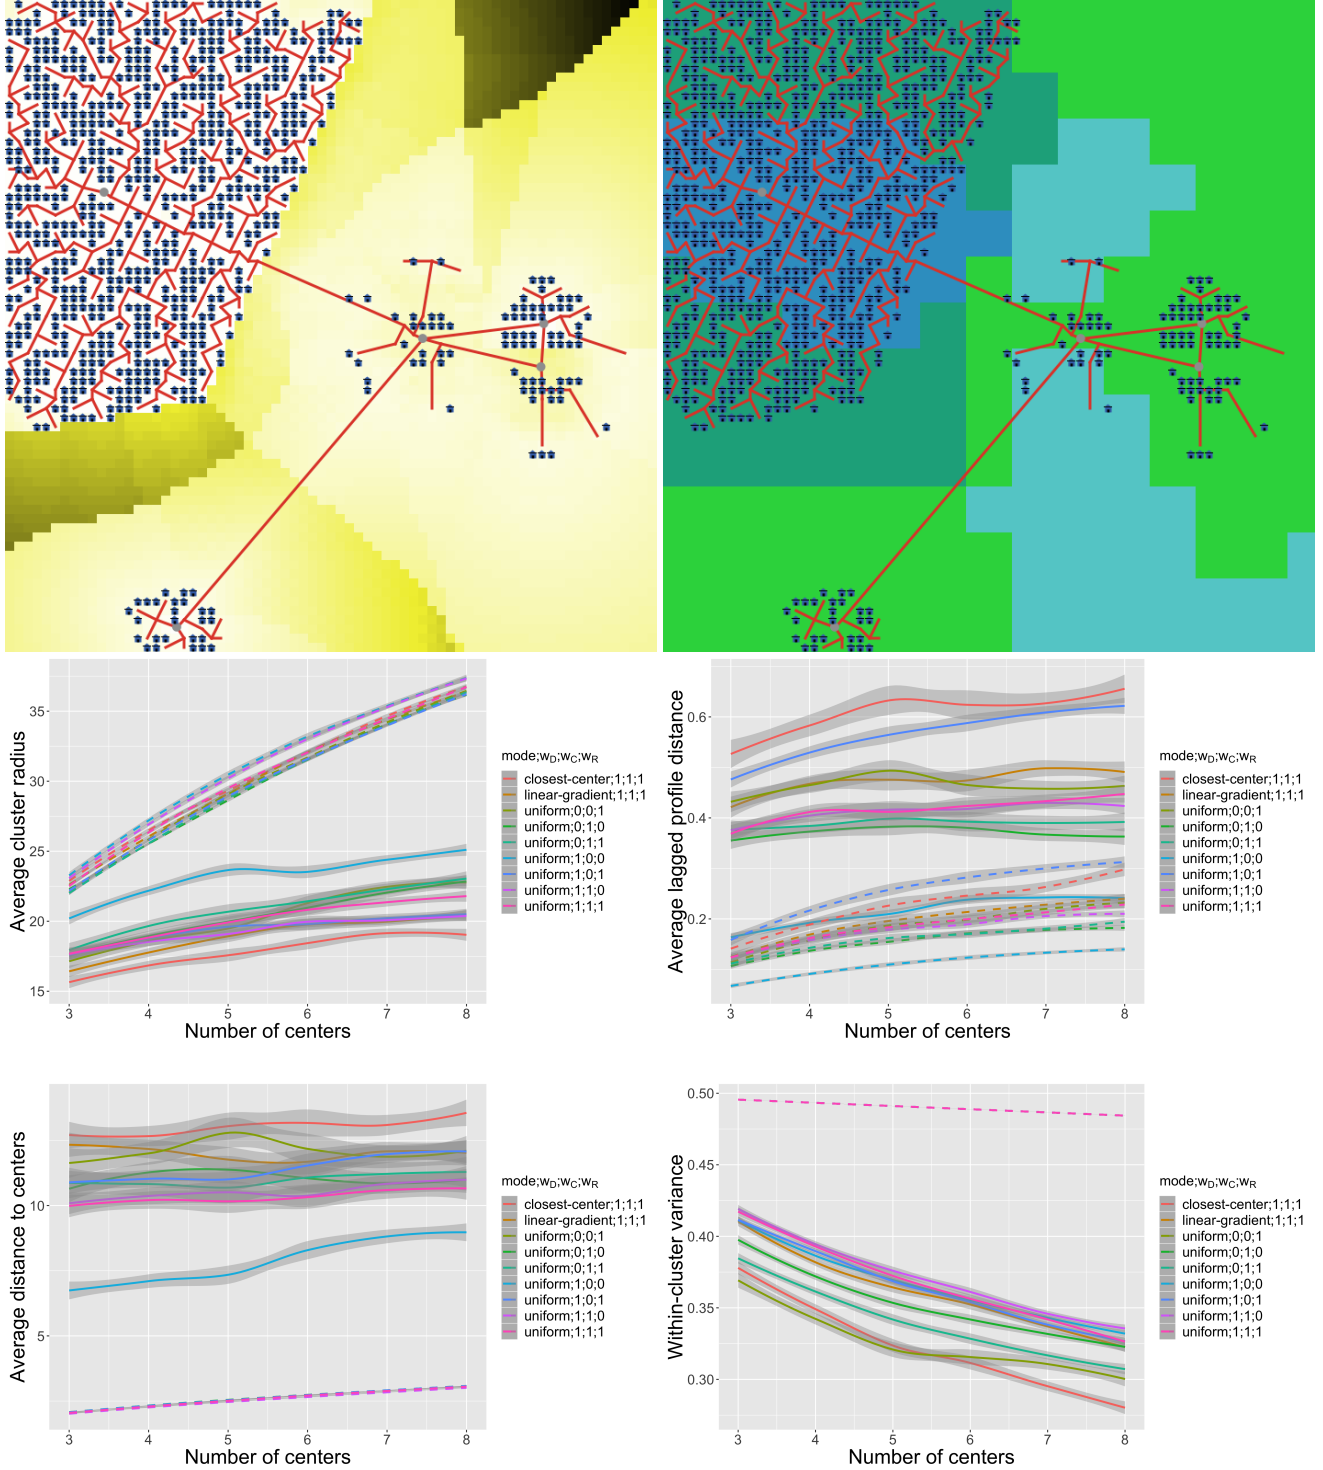 35
30
25
20
15
3 4 5 6 7 8
Number of centers
Average cluster radius
mode;wD;wC;wR
closest-center;1;1;1
linear-gradient;1;1;1
uniform;0;0;1
uniform;0;1;0
uniform;0;1;1
uniform;1;0;0
uniform;1;0;1
uniform;1;1;0
uniform;1;1;1
0.6
0.4
0.2
3 4 5 6 7 8
Number of centers
Average lagged profile distance
mode;wD;wC;wR
closest-center;1;1;1
linear-gradient;1;1;1
uniform;0;0;1
uniform;0;1;0
uniform;0;1;1
uniform;1;0;0
uniform;1;0;1
uniform;1;1;0
uniform;1;1;1
10
5
3 4 5 6 7 8
Number of centers
Average distance to centers
mode;wD;wC;wR
closest-center;1;1;1
linear-gradient;1;1;1
uniform;0;0;1
uniform;0;1;0
uniform;0;1;1
uniform;1;0;0
uniform;1;0;1
uniform;1;1;0
uniform;1;1;1
0.50
0.45
0.40
0.35
0.30
3 4 5 6 7 8
Number of centers
Within-cluster variance
mode;wD;wC;wR
closest-center;1;1;1
linear-gradient;1;1;1
uniform;0;0;1
uniform;0;1;0
uniform;0;1;1
uniform;1;0;0
uniform;1;0;1
uniform;1;1;0
uniform;1;1;1